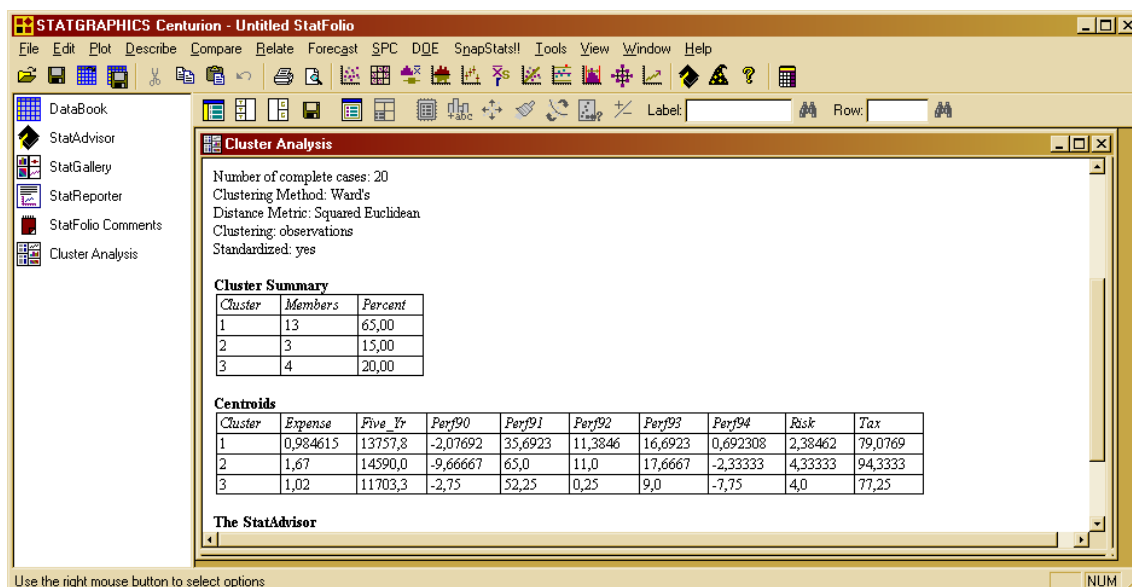 STATGRAPHICS Centurion - Untitled StatFolio
File Edit Plot Describe Compare Relate Forecast SPC DOE SnapStats!! Tools View Window Help
DataBook
StatAdvisor
StatGallery
StatReporter
StatFolio Comments
Cluster Analysis
Label: Row:
Cluster Analysis
Number of complete cases: 20
Clustering Method: Ward's
Distance Metric: Squared Euclidean
Clustering: observations
Standardized: yes
Cluster Summary
Cluster Members Percent
1 13 65,00
2 3 15,00
3 4 20,00
Centroids
Cluster Expense Five_Yr Perf90 Perf91 Perf92 Perf93 Perf94 Risk Tax
1 0,984615 13757,8 -2,07692 35,6923 11,3846 16,6923 0,692308 2,38462 79,0769
2 1,67 14590,0 -9,66667 65,0 11,0 17,6667 -2,33333 4,33333 94,3333
3 1,02 11703,3 -2,75 52,25 0,25 9,0 -7,75 4,0 77,25
The StatAdvisor
Use the right mouse button to select options
NUM